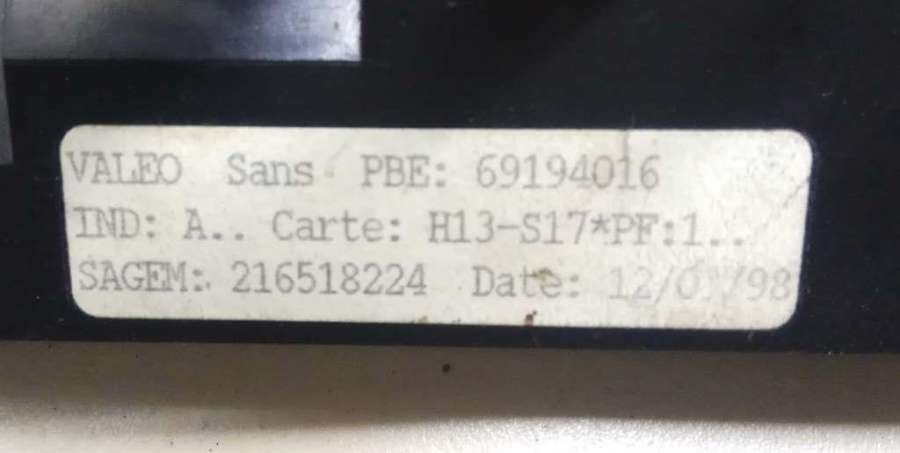 VALEO Sans PBE: 69194016
IND: A.. Carte: H13-S17*PF:1..
SAGEM: 216518224 Date: